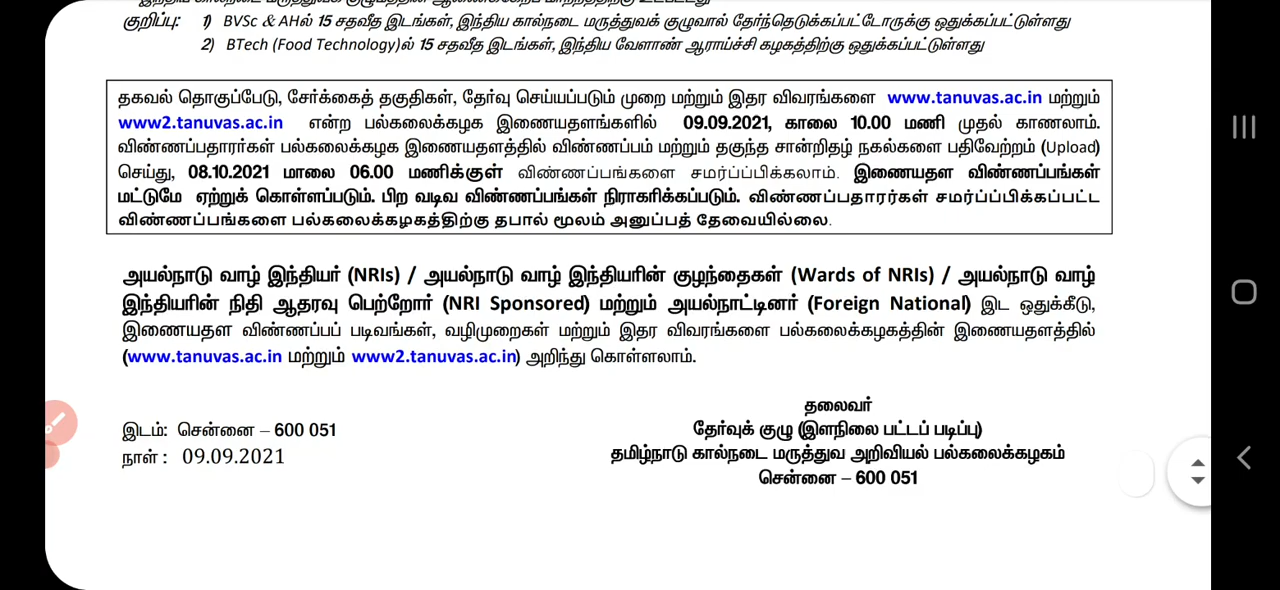 குறிப்பு: 1) BVSc & AHல் 15 சதவீத இடங்கள், இந்திய கால்நடை மருத்துவக் குழுவால் தேர்ந்தெடுக்கப்பட்டோருக்கு ஒதுக்கப்பட்டுள்ளது
2) BTech (Food Technology)ல் 15 சதவீத இடங்கள், இந்திய வேளாண் ஆராய்ச்சி கழகத்திற்கு ஒதுக்கப்பட்டுள்ளது
தகவல் தொகுப்பேடு, சேர்க்கைத் தகுதிகள், தேர்வு செய்யப்படும் முறை மற்றும் இதர விவரங்களை www.tanuvas.ac.in மற்றும்
www2.tanuvas.ac.in என்ற பல்கலைக்கழக இணையதளங்களில் 09.09.2021, காலை 10.00 மணி முதல் காணலாம்.
விண்ணப்பதாரர்கள் பல்கலைக்கழக இணையதளத்தில் விண்ணப்பம் மற்றும் தகுந்த சான்றிதழ் நகல்களை பதிவேற்றம் (Upload)
செய்து, 08.10.2021 மாலை 06.00 மணிக்குள் விண்ணப்பங்களை சமர்ப்ப்பிக்கலாம். இணையதள விண்ணப்பங்கள்
மட்டுமே ஏற்றுக் கொள்ளப்படும். பிற வடிவ விண்ணப்பங்கள் நிராகரிக்கப்படும். விண்ணப்பதாரர்கள் சமர்ப்ப்பிக்கப்பட்ட
விண்ணப்பங்களை பல்கலைக்கழகத்திற்கு தபால் மூலம் அனுப்பத் தேவையில்லை.
அயல்நாடு வாழ் இந்தியர் (NRIs) / அயல்நாடு வாழ் இந்தியரின் குழந்தைகள் (Wards of NRIs) / அயல்நாடு வாழ்
இந்தியரின் நிதி ஆதரவு பெற்றோர் (NRI Sponsored) மற்றும் அயல்நாட்டினர் (Foreign National) இட ஒதுக்கீடு,
இணையதள விண்ணப்பப் படிவங்கள், வழிமுறைகள் மற்றும் இதர விவரங்களை பல்கலைக்கழகத்தின் இணையதளத்தில்
(www.tanuvas.ac.in மற்றும் www2.tanuvas.ac.in) அறிந்து கொள்ளலாம்.
இடம்: சென்னை – 600 051
நாள் : 09.09.2021
தலைவர்
தேர்வுக் குழு (இளநிலை பட்டப் படிப்பு)
தமிழ்நாடு கால்நடை மருத்துவ அறிவியல் பல்கலைக்கழகம்
சென்னை – 600 051